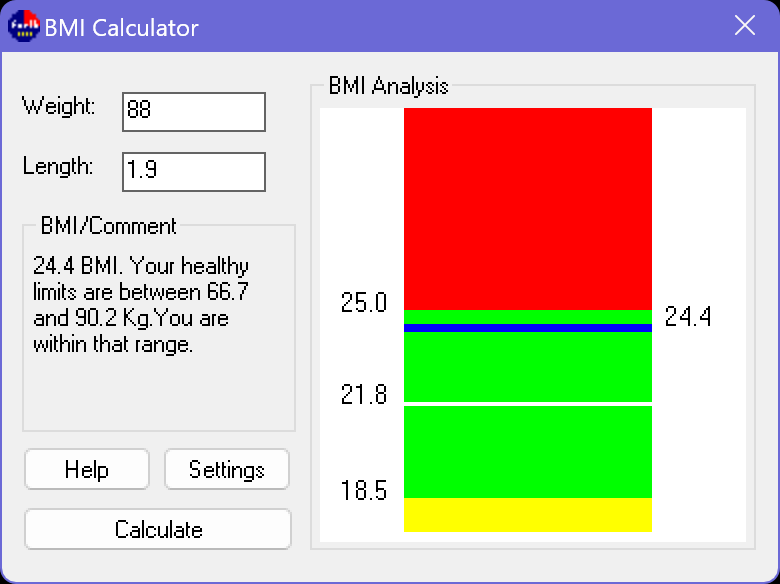 BMI Calculator
Weight: 88
Length: 1.9
BMI/Comment
24.4 BMI. Your healthy
limits are between 66.7
and 90.2 Kg.You are
within that range.
Help
Settings
Calculate
BMI Analysis
25.0
24.4
21.8
18.5